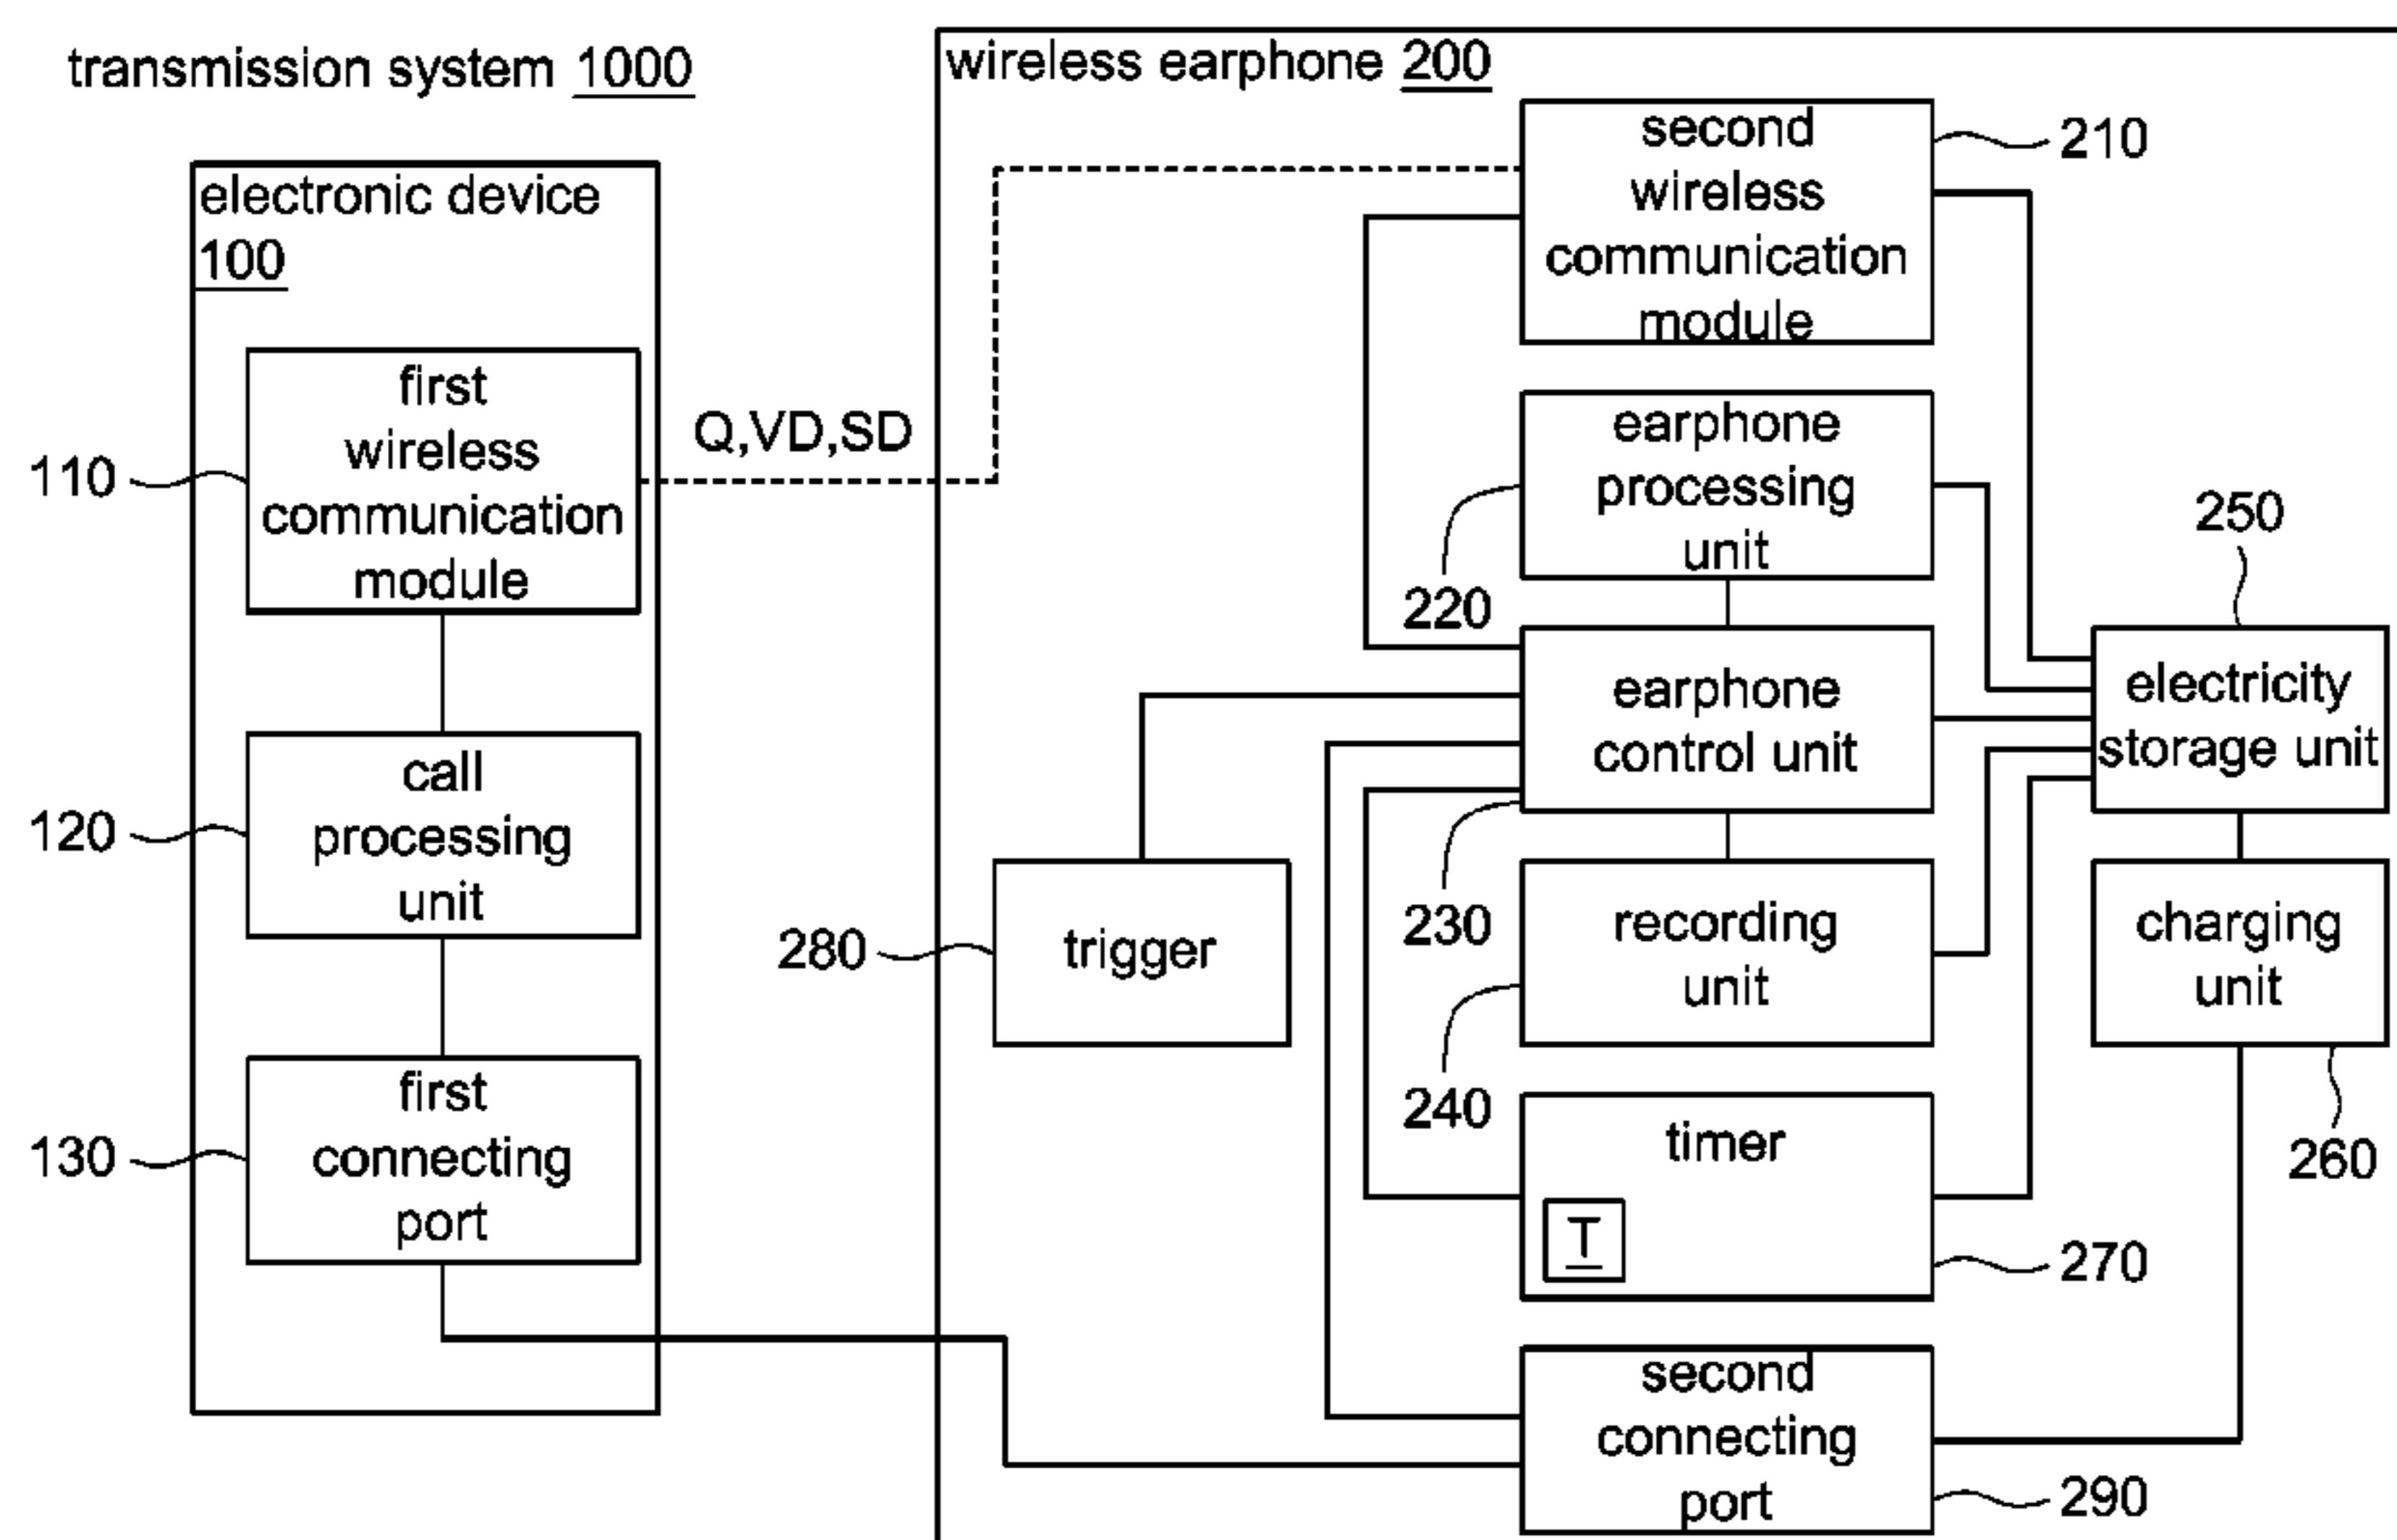 transmission system 1000
electronic device
100
110
first
wireless
communication
module
120
call
processing
unit
130
first
connecting
port
Q,VD,SD
wireless earphone 200
second
wireless
communication
module
210
earphone
processing
unit
220
earphone
control unit
230
250
electricity
storage unit
280
trigger
recording
unit
240
charging
unit
260
timer
T
270
second
connecting
port
290